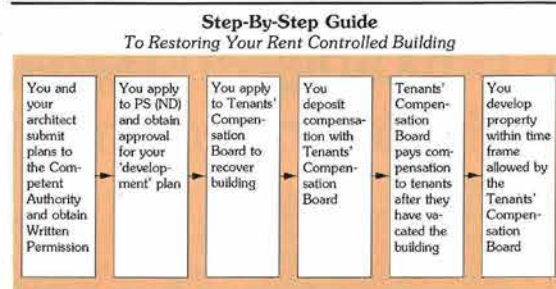 Step-By-Step Guide
To Restoring Your Rent Controlled Building
You and
your
architect
submit
plans to
the Com-
petent
Authority
and obtain
Written
Permission
You apply
to PS (ND)
and obtain
approval
for your
'develop-
ment' plan
You apply
to Tenants'
Compen-
sation
Board to
recover
building
You
deposit
compensa-
tion with
Tenants'
Compen-
sation
Board
Tenants'
Compen-
sation
Board
pays com-
pensation
to tenants
after they
have va-
cated the
building
You
develop
property
within time
frame
allowed by
the
Tenants'
Compen-
sation
Board